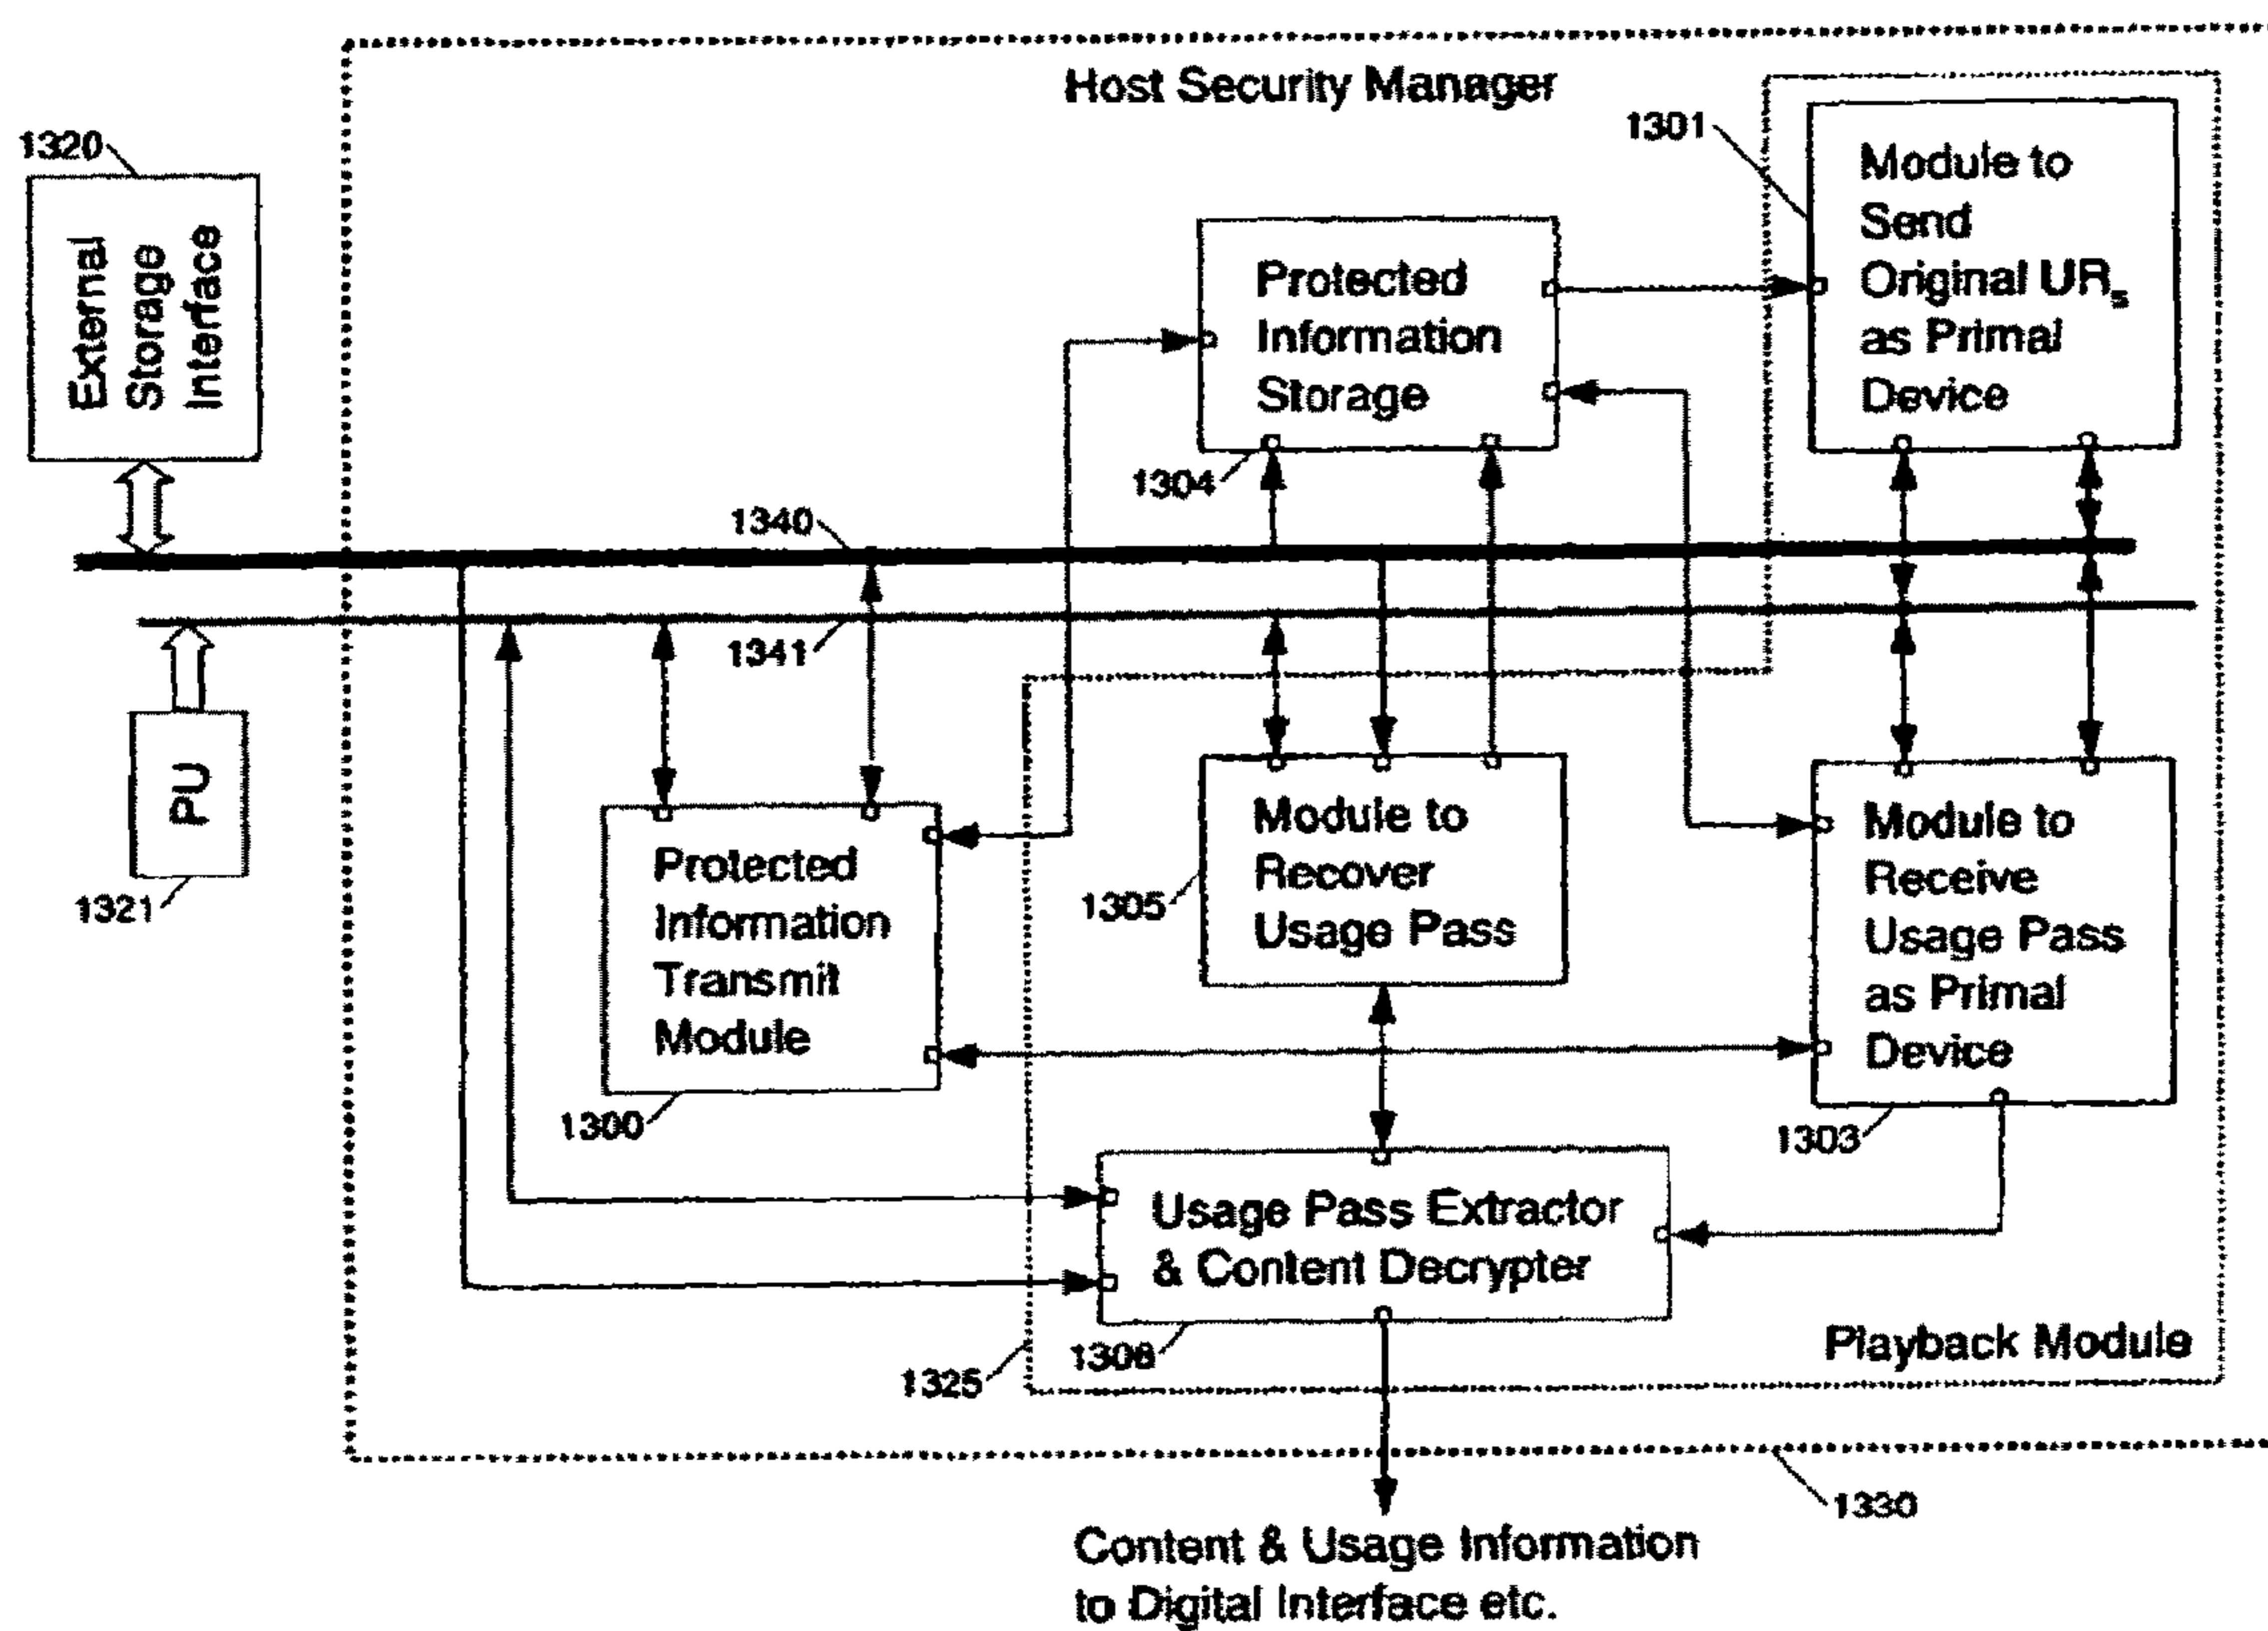 Host Security Manager
1320
External
Storage
Interface
1301
Module to
Send
Original URs
as Primal
Device
Protected
Information
Storage
1304
1340
1341
PU
1321
Protected
Information
Transmit
Module
1300
Module to
Recover
Usage Pass
1305
Module to
Receive
Usage Pass
as Primal
Device
1303
Usage Pass Extractor
& Content Decrypter
1306
1325
Playback Module
1330
Content & Usage Information
to Digital Interface etc.